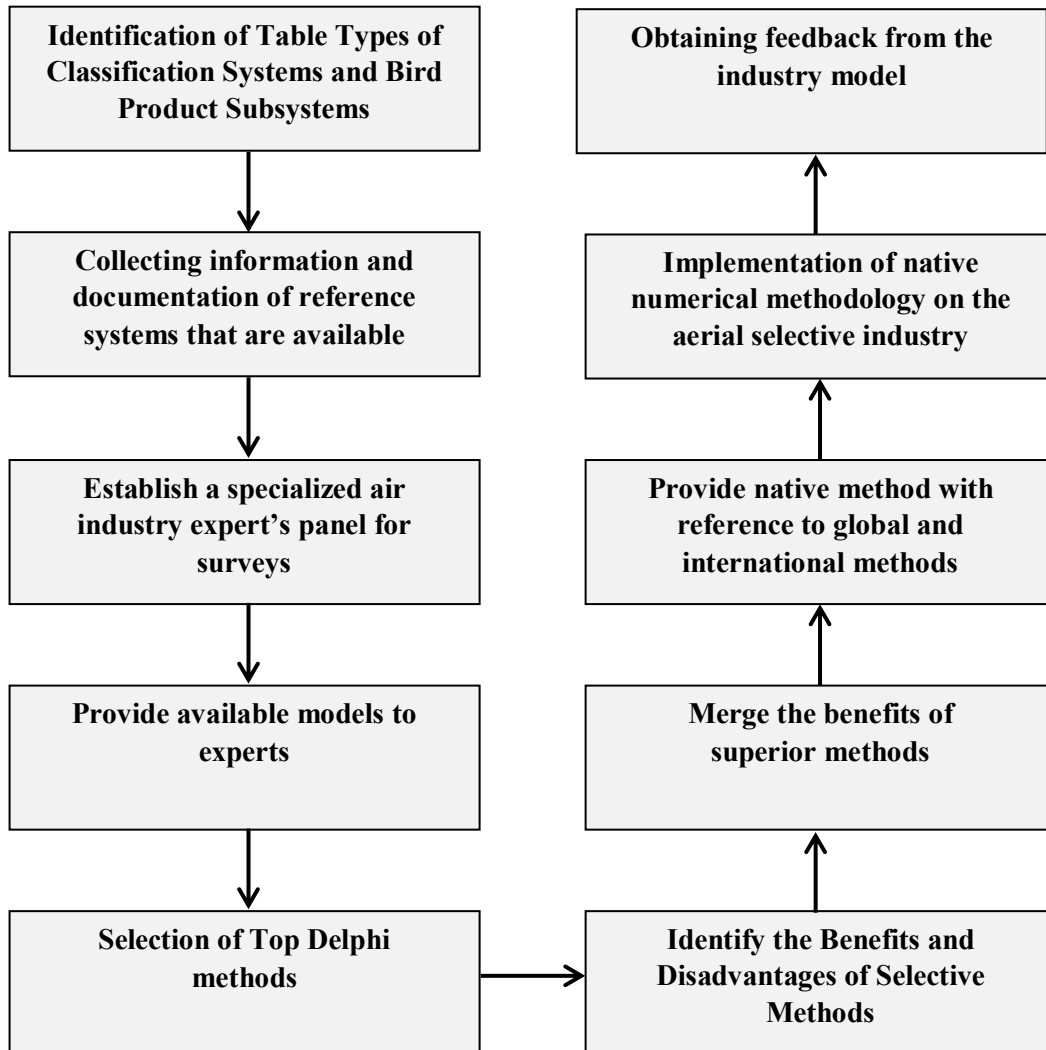 Identification of Table Types of
Classification Systems and Bird
Product Subsystems
Collecting information and
documentation of reference
systems that are available
Establish a specialized air
industry expert’s panel for
surveys
Provide available models to
experts
Selection of Top Delphi
methods
Identify the Benefits and
Disadvantages of Selective
Methods
Merge the benefits of
superior methods
Provide native method with
reference to global and
international methods
Implementation of native
numerical methodology on the
aerial selective industry
Obtaining feedback from the
industry model